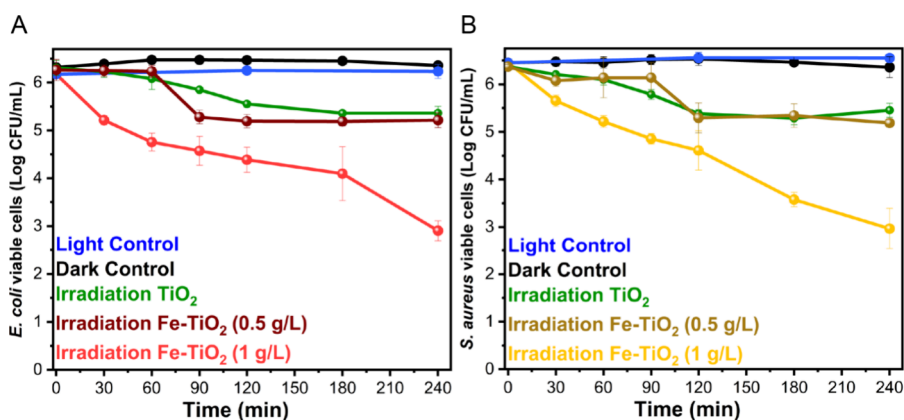 A
E. coli viable cells (Log CFU/mL)
6
5
4
3
2
1
0
Light Control
Dark Control
Irradiation TiO₂
Irradiation Fe-TiO₂ (0.5 g/L)
Irradiation Fe-TiO₂ (1 g/L)
0 30 60 90 120 150 180 210 240
Time (min)
B
S. aureus viable cells (Log CFU/mL)
6
5
4
3
2
1
0
Light Control
Dark Control
Irradiation TiO₂
Irradiation Fe-TiO₂ (0.5 g/L)
Irradiation Fe-TiO₂ (1 g/L)
0 30 60 90 120 150 180 210 240
Time (min)